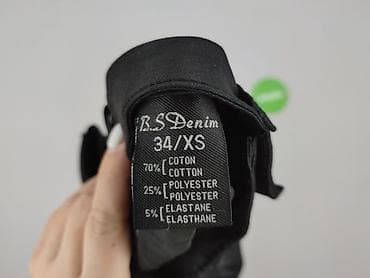 B.S Denim
34/XS
70% [ COTON
COTTON
25% [ POLYESTER
POLYESTER
5% [ ELASTANE
ELASTHANE